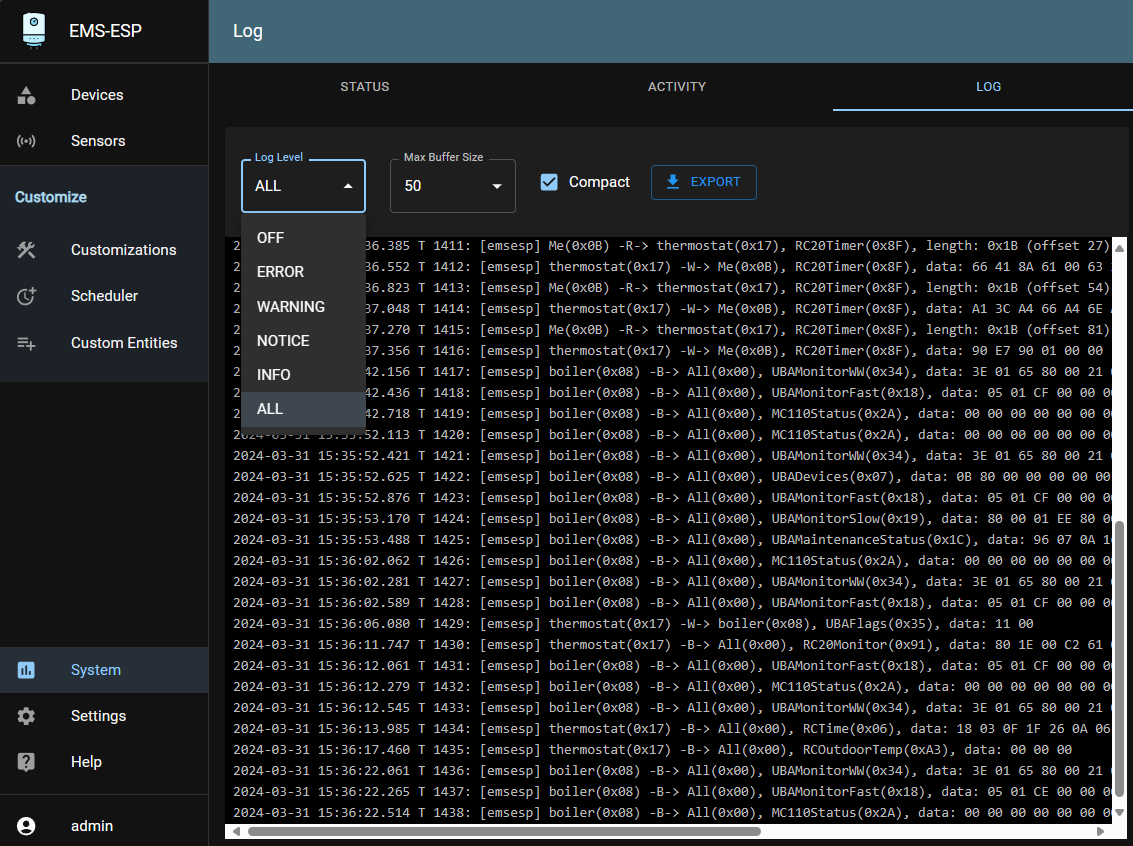 EMS-ESP
Log
Devices
Sensors
Customize
Customizations
Scheduler
Custom Entities
System
Settings
Help
admin
STATUS ACTIVITY LOG
Log Level Max Buffer Size
ALL 50 Compact EXPORT
OFF
ERROR
WARNING
NOTICE
INFO
ALL
36.385 T 1411: [emsesp] Me(0x0B) -R-> thermostat(0x17), RC20Timer(0x8F), length: 0x1B (offset 27)
36.552 T 1412: [emsesp] thermostat(0x17) -W-> Me(0x0B), RC20Timer(0x8F), data: 66 41 8A 61 00 63
36.823 T 1413: [emsesp] Me(0x0B) -R-> thermostat(0x17), RC20Timer(0x8F), length: 0x1B (offset 54)
37.048 T 1414: [emsesp] thermostat(0x17) -W-> Me(0x0B), RC20Timer(0x8F), data: A1 3C A4 66 A4 6E
37.270 T 1415: [emsesp] Me(0x0B) -R-> thermostat(0x17), RC20Timer(0x8F), length: 0x1B (offset 81)
37.356 T 1416: [emsesp] thermostat(0x17) -W-> Me(0x0B), RC20Timer(0x8F), data: 90 E7 90 01 00 00
42.156 T 1417: [emsesp] boiler(0x08) -B-> All(0x00), UBAMonitorWW(0x34), data: 3E 01 65 80 00 21
42.436 T 1418: [emsesp] boiler(0x08) -B-> All(0x00), UBAMonitorFast(0x18), data: 05 01 CF 00 00
42.718 T 1419: [emsesp] boiler(0x08) -B-> All(0x00), MC110Status(0x2A), data: 00 00 00 00 00 00
2024-03-31 15:35:52.113 T 1420: [emsesp] boiler(0x08) -B-> All(0x00), MC110Status(0x2A), data: 00 00 00 00 00 00
2024-03-31 15:35:52.421 T 1421: [emsesp] boiler(0x08) -B-> All(0x00), UBAMonitorWW(0x34), data: 3E 01 65 80 00 21
2024-03-31 15:35:52.625 T 1422: [emsesp] boiler(0x08) -B-> All(0x00), UBADevices(0x07), data: 0B 80 00 00 00 00 00
2024-03-31 15:35:52.876 T 1423: [emsesp] boiler(0x08) -B-> All(0x00), UBAMonitorFast(0x18), data: 05 01 CF 00 00
2024-03-31 15:35:53.170 T 1424: [emsesp] boiler(0x08) -B-> All(0x00), UBAMonitorSlow(0x19), data: 80 00 01 EE 80
2024-03-31 15:35:53.488 T 1425: [emsesp] boiler(0x08) -B-> All(0x00), UBAMaintenanceStatus(0x1C), data: 96 07 0A
2024-03-31 15:36:02.062 T 1426: [emsesp] boiler(0x08) -B-> All(0x00), MC110Status(0x2A), data: 00 00 00 00 00 00
2024-03-31 15:36:02.281 T 1427: [emsesp] boiler(0x08) -B-> All(0x00), UBAMonitorWW(0x34), data: 3E 01 65 80 00 21
2024-03-31 15:36:02.589 T 1428: [emsesp] boiler(0x08) -B-> All(0x00), UBAMonitorFast(0x18), data: 05 01 CF 00 00
2024-03-31 15:36:06.080 T 1429: [emsesp] thermostat(0x17) -W-> boiler(0x08), UBAFlags(0x35), data: 11 00
2024-03-31 15:36:11.747 T 1430: [emsesp] thermostat(0x17) -B-> All(0x00), RC20Monitor(0x91), data: 80 1E 00 C2 61
2024-03-31 15:36:12.061 T 1431: [emsesp] boiler(0x08) -B-> All(0x00), UBAMonitorFast(0x18), data: 05 01 CF 00 00
2024-03-31 15:36:12.279 T 1432: [emsesp] boiler(0x08) -B-> All(0x00), MC110Status(0x2A), data: 00 00 00 00 00 00
2024-03-31 15:36:12.545 T 1433: [emsesp] boiler(0x08) -B-> All(0x00), UBAMonitorWW(0x34), data: 3E 01 65 80 00 21
2024-03-31 15:36:13.985 T 1434: [emsesp] thermostat(0x17) -B-> All(0x00), RCTime(0x06), data: 18 03 0F 1F 26 0A 06
2024-03-31 15:36:17.460 T 1435: [emsesp] thermostat(0x17) -B-> All(0x00), RCOutdoorTemp(0xA3), data: 00 00 00
2024-03-31 15:36:22.061 T 1436: [emsesp] boiler(0x08) -B-> All(0x00), UBAMonitorWW(0x34), data: 3E 01 65 80 00 21
2024-03-31 15:36:22.265 T 1437: [emsesp] boiler(0x08) -B-> All(0x00), UBAMonitorFast(0x18), data: 05 01 CE 00 00
2024-03-31 15:36:22.514 T 1438: [emsesp] boiler(0x08) -B-> All(0x00), MC110Status(0x2A), data: 00 00 00 00 00 00